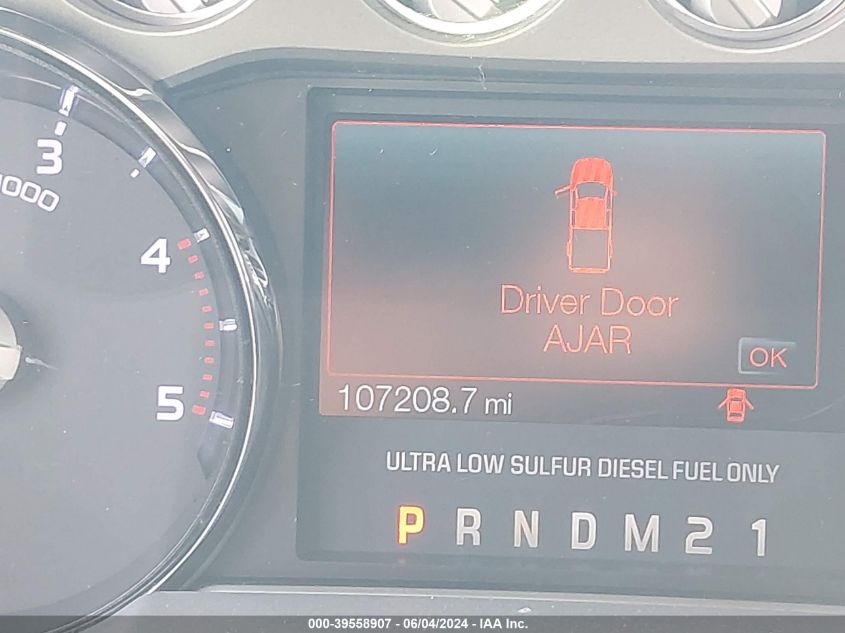 3
4
5
Driver Door
AJAR
OK
107208.7 mi
ULTRA LOW SULFUR DIESEL FUEL ONLY
P R N D M 2 1
000-39558907 - 06/04/2024 - IAA Inc.